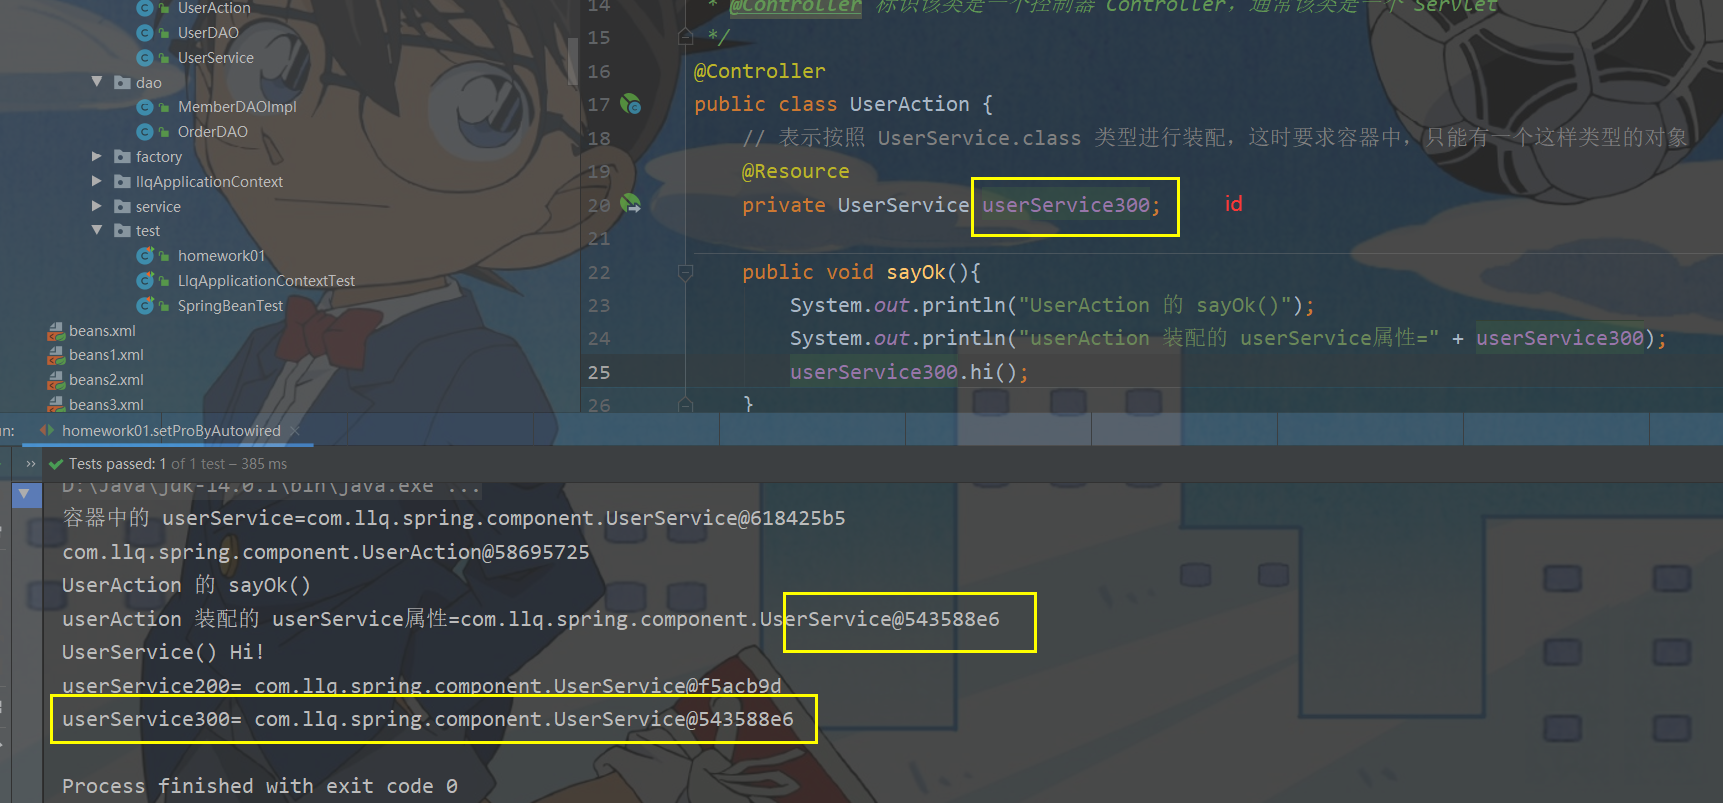 UserAction
UserDAO
UserService
dao
MemberDAOImpl
OrderDAO
factory
llqApplicationContext
service
test
homework01
LlqApplicationContextTest
SpringBeanTest
beans.xml
beans1.xml
beans2.xml
beans3.xml
14 * @Controller 标识该类是一个控制器 Controller, 通常该类是一个 Servlet
15 */
16 @Controller
17 public class UserAction {
18 // 表示按照 UserService.class 类型进行装配, 这时要求容器中, 只能有一个这样类型的对象
19 @Resource
20 private UserService userService300; id
21
22 public void sayOk(){
23 System.out.println("UserAction 的 sayOk()");
24 System.out.println("userAction 装配的 userService属性=" + userService300);
25 userService300.hi();
26 }
un: homework01.setProByAutowired ×
» Tests passed: 1 of 1 test – 385 ms
D:\Java\jdk-14.0.1\bin\java.exe ...
容器中的 userService=com.llq.spring.component.UserService@618425b5
com.llq.spring.component.UserAction@58695725
UserAction 的 sayOk()
userAction 装配的 userService属性=com.llq.spring.component.UserService@543588e6
UserService() Hi!
userService200= com.llq.spring.component.UserService@f5acb9d
userService300= com.llq.spring.component.UserService@543588e6
Process finished with exit code 0